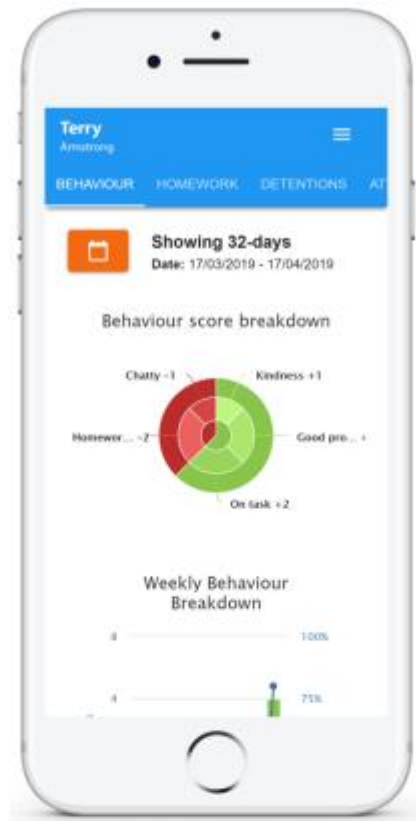 Terry
Armstrong
BEHAVIOUR HOMEWORK DETENTIONS AT
Showing 32-days
Date: 17/03/2019 - 17/04/2019
Behaviour score breakdown
Chatty -1 Kindness +1
Homewor... -2 Good pro... +
On task +2
Weekly Behaviour
Breakdown
8 100%
4 75%